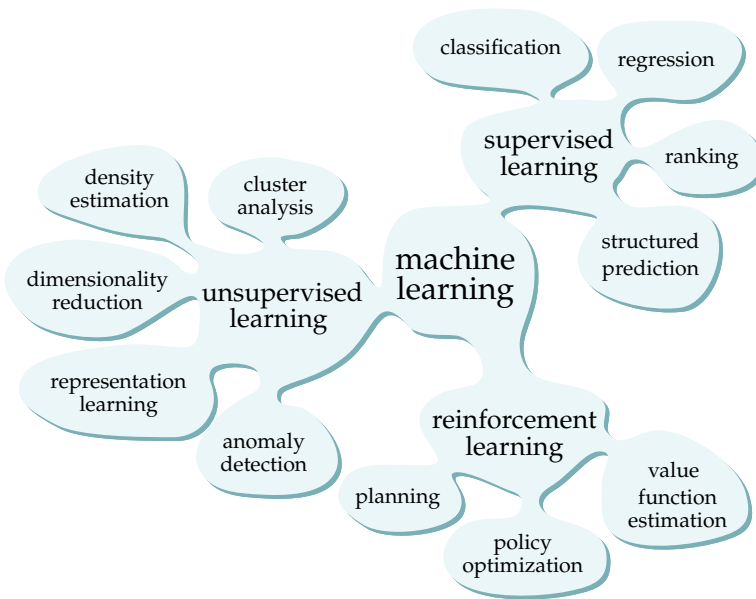 classification
regression
supervised
learning
ranking
structured
prediction
density
estimation
cluster
analysis
dimensionality
reduction
unsupervised
learning
machine
learning
representation
learning
anomaly
detection
reinforcement
learning
planning
value
function
estimation
policy
optimization